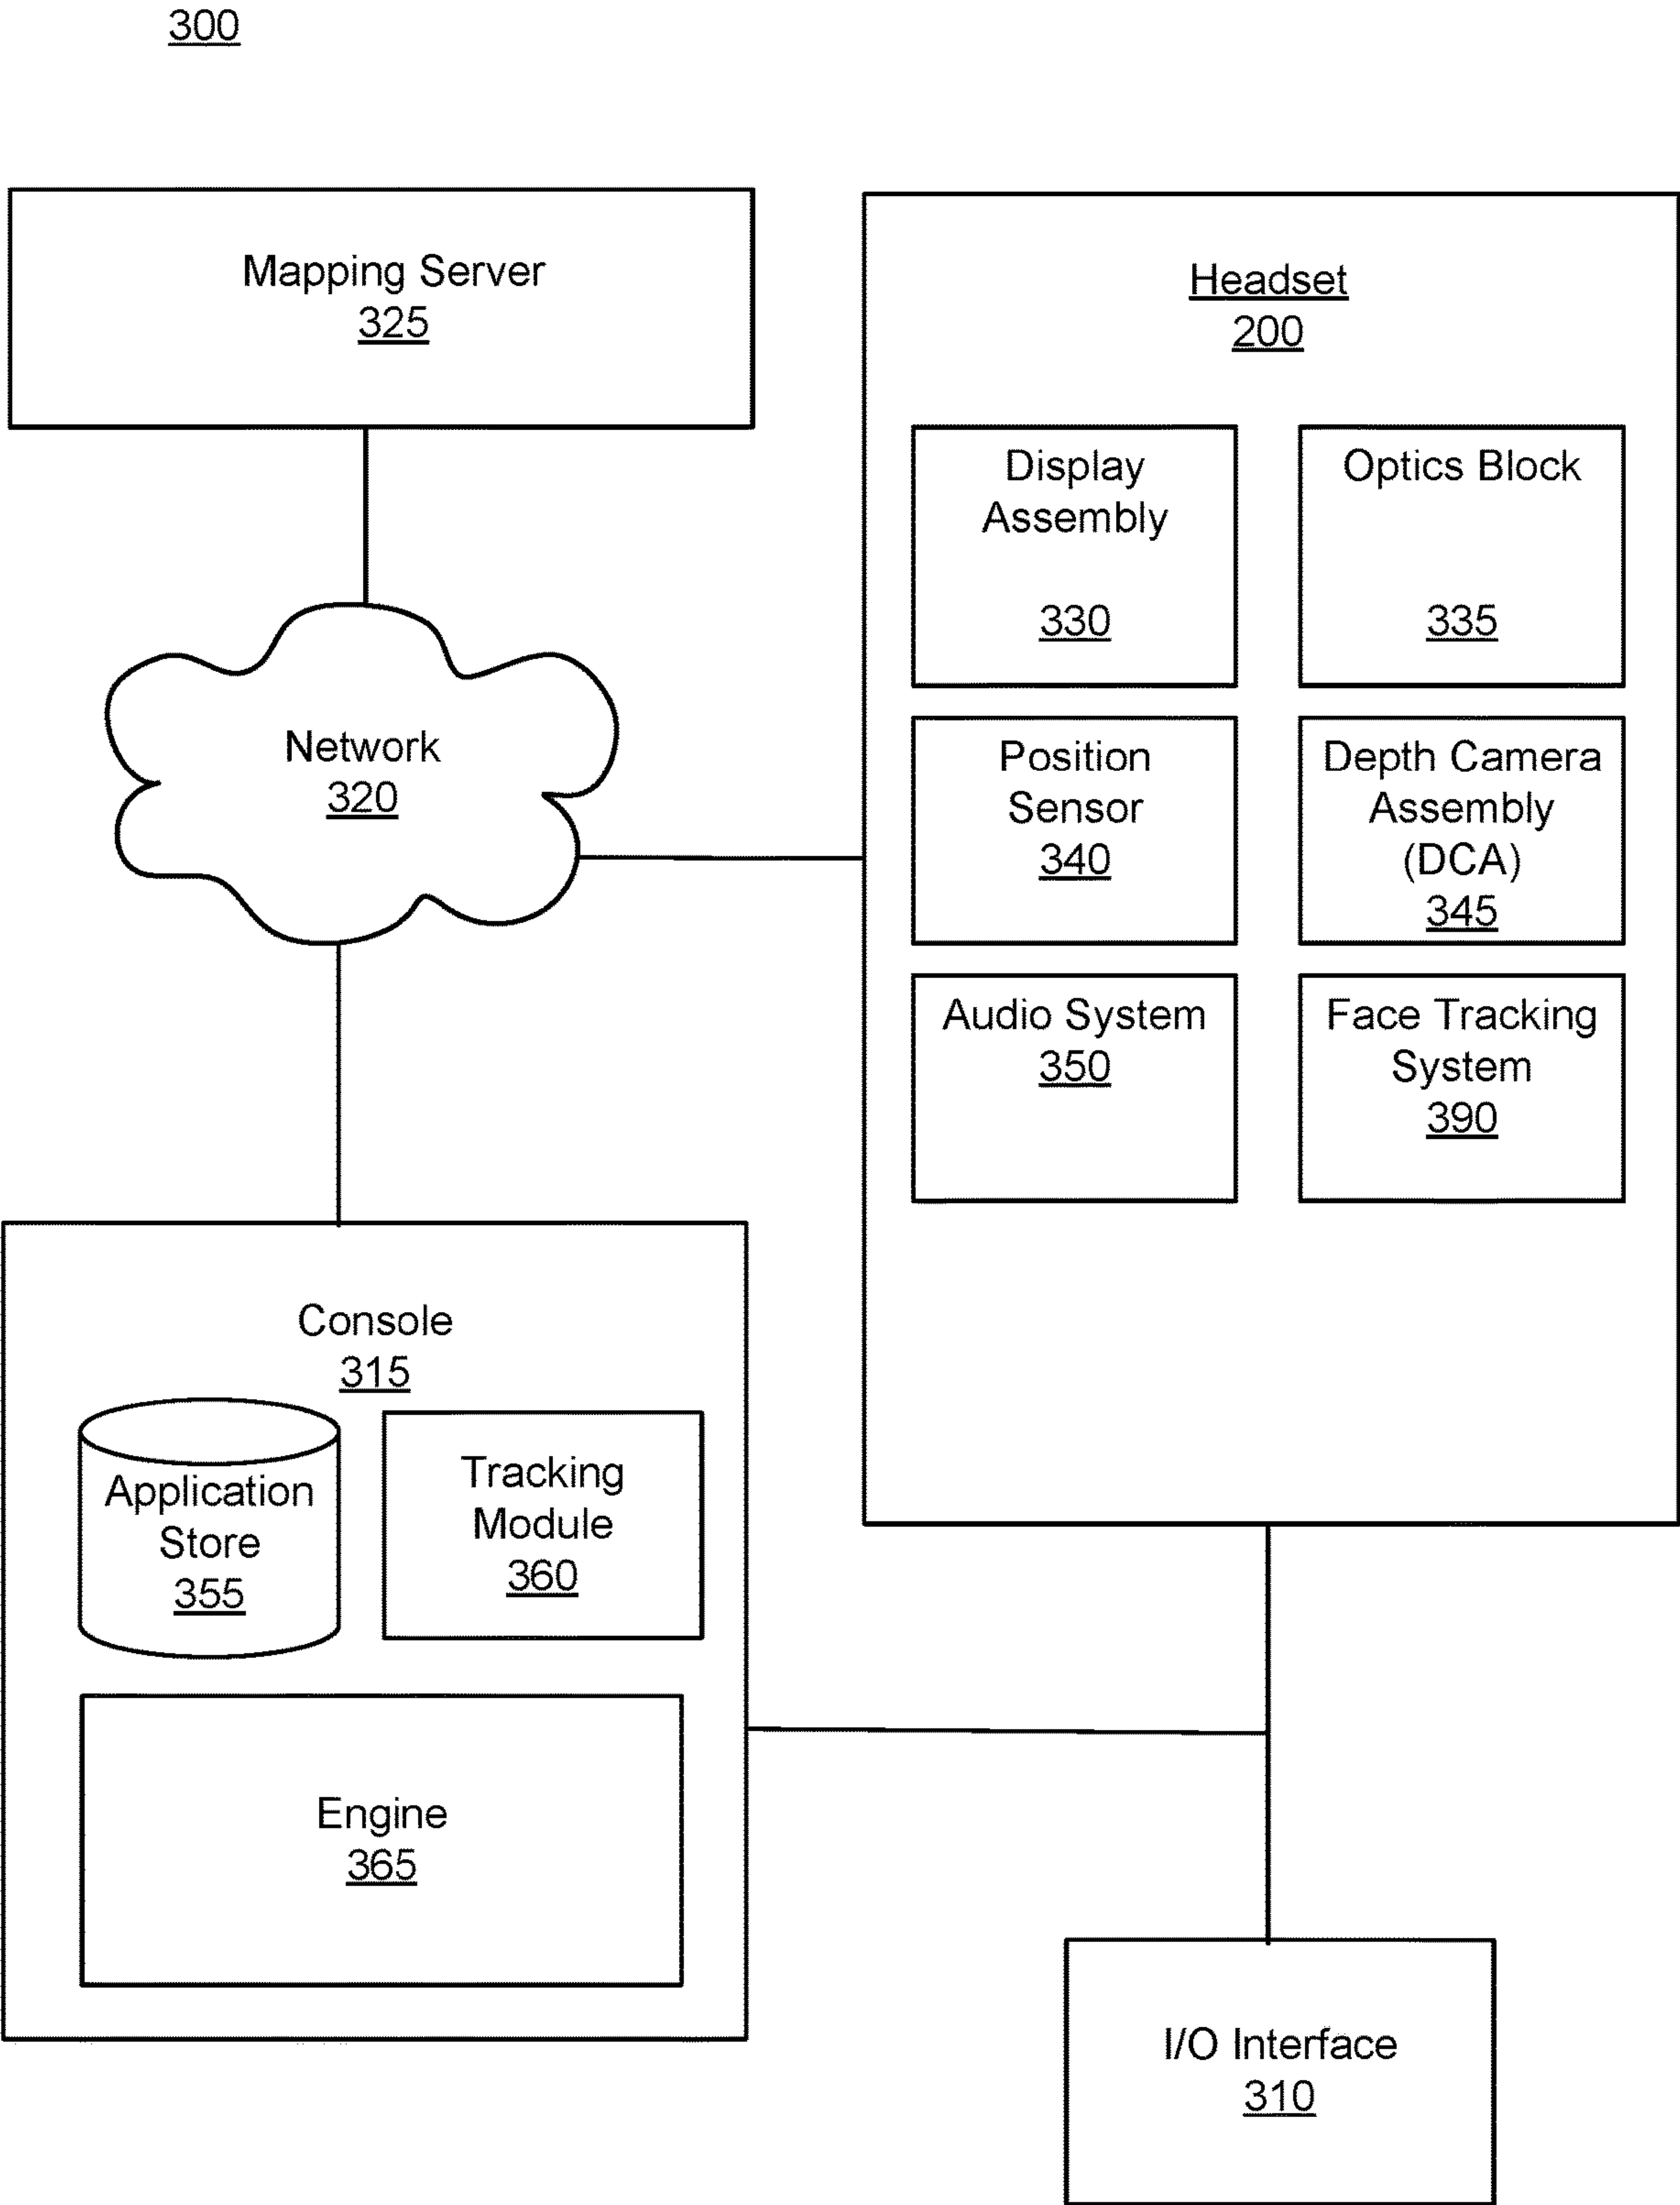 300
Mapping Server
325
Headset
200
Display
Assembly
330
Optics Block
335
Network
320
Position
Sensor
340
Depth Camera
Assembly
(DCA)
345
Audio System
350
Face Tracking
System
390
Console
315
Application
Store
355
Tracking
Module
360
Engine
365
I/O Interface
310